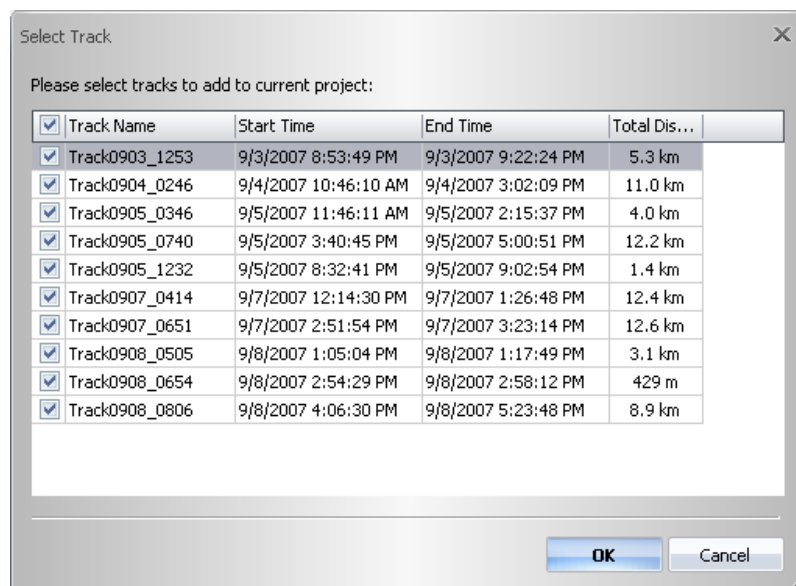 Select Track
Please select tracks to add to current project:
Track Name Start Time End Time Total Dis...
Track0903_1253 9/3/2007 8:53:49 PM 9/3/2007 9:22:24 PM 5.3 km
Track0904_0246 9/4/2007 10:46:10 AM 9/4/2007 3:02:09 PM 11.0 km
Track0905_0346 9/5/2007 11:46:11 AM 9/5/2007 2:15:37 PM 4.0 km
Track0905_0740 9/5/2007 3:40:45 PM 9/5/2007 5:00:51 PM 12.2 km
Track0905_1232 9/5/2007 8:32:41 PM 9/5/2007 9:02:54 PM 1.4 km
Track0907_0414 9/7/2007 12:14:30 PM 9/7/2007 1:26:48 PM 12.4 km
Track0907_0651 9/7/2007 2:51:54 PM 9/7/2007 3:23:14 PM 12.6 km
Track0908_0505 9/8/2007 1:05:04 PM 9/8/2007 1:17:49 PM 3.1 km
Track0908_0654 9/8/2007 2:54:29 PM 9/8/2007 2:58:12 PM 429 m
Track0908_0806 9/8/2007 4:06:30 PM 9/8/2007 5:23:48 PM 8.9 km
OK Cancel